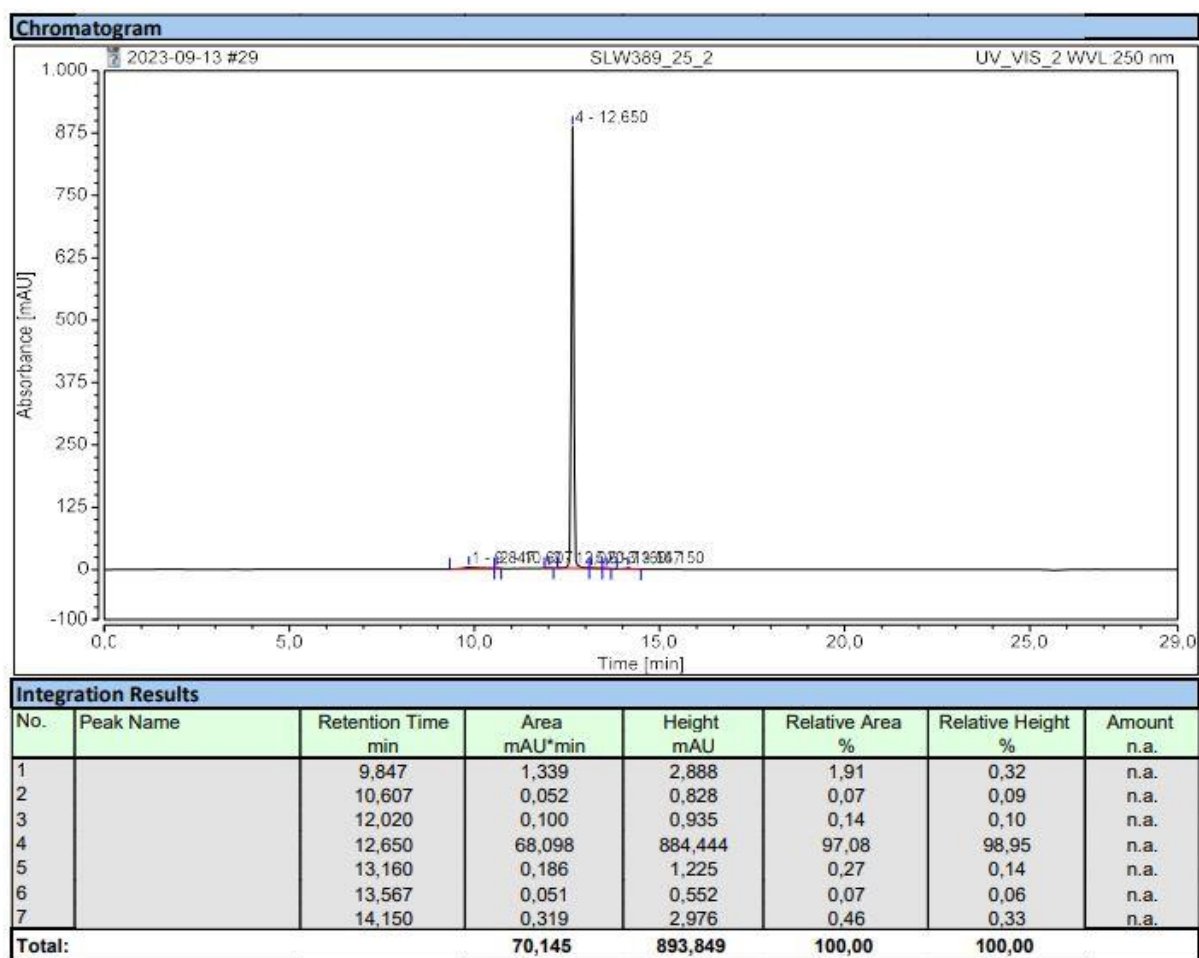 Chromatogram
2023-09-13 #29 SLW389_25_2 UV_VIS_2 WVL:250 nm
1.000
875
750
625
500
375
250
125
0
-100
Absorbance [mAU]
4 - 12,650
0,0 5,0 10,0 15,0 20,0 25,0 29,0
Time [min]
Integration Results
No. Peak Name Retention Time Area Height Relative Area Relative Height Amount
min mAU*min mAU % % n.a.
1 9,847 1,339 2,888 1,91 0,32 n.a.
2 10,607 0,052 0,828 0,07 0,09 n.a.
3 12,020 0,100 0,935 0,14 0,10 n.a.
4 12,650 68,098 884,444 97,08 98,95 n.a.
5 13,160 0,186 1,225 0,27 0,14 n.a.
6 13,567 0,051 0,552 0,07 0,06 n.a.
7 14,150 0,319 2,976 0,46 0,33 n.a.
Total: 70,145 893,849 100,00 100,00